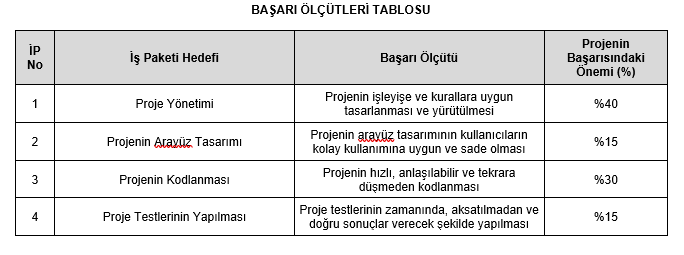 BAŞARI ÖLÇÜTLERİ TABLOSU
İP No
İş Paketi Hedefi
Başarı Ölçütü
Projenin
Başarısındaki
Önemi (%)
1
Proje Yönetimi
Projenin işleyişe ve kurallara uygun
tasarlanması ve yürütülmesi
%40
2
Projenin Arayüz Tasarımı
Projenin arayüz tasarımının kullanıcıların
kolay kullanımına uygun ve sade olması
%15
3
Projenin Kodlanması
Projenin hızlı, anlaşılabilir ve tekrara
düşmeden kodlanması
%30
4
Proje Testlerinin Yapılması
Proje testlerinin zamanında, aksatılmadan ve
doğru sonuçlar verecek şekilde yapılması
%15